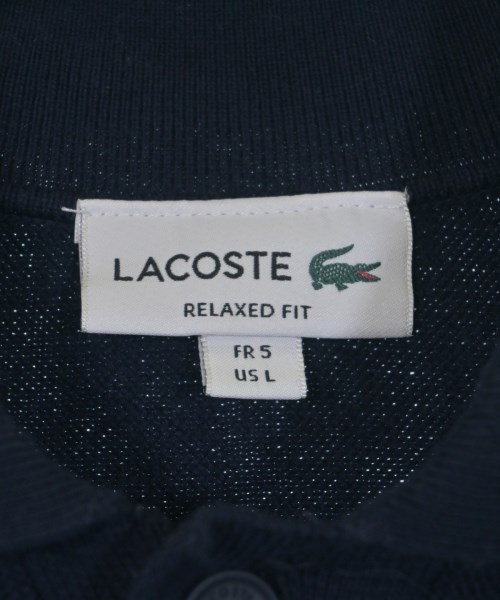 LACOSTE
RELAXED FIT
FR 5
US L